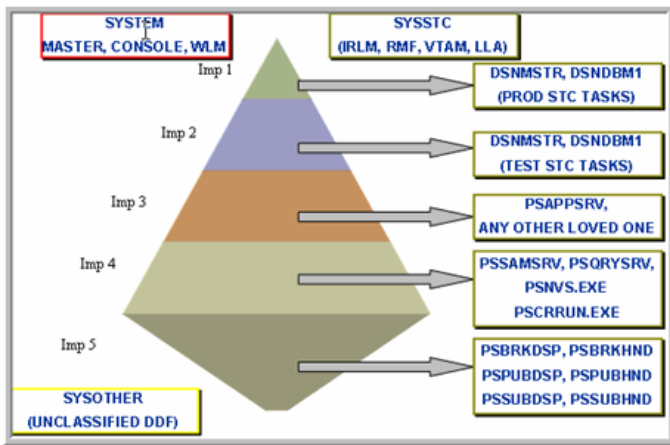 SYSTEM
MASTER, CONSOLE, WLM
SYSSTC
(IRLM, RMF, VTAM, LLA)
Imp 1
DSNMSTR, DSNDBM1
(PROD STC TASKS)
Imp 2
DSNMSTR, DSNDBM1
(TEST STC TASKS)
Imp 3
PSAPPSRV,
ANY OTHER LOVED ONE
Imp 4
PSSAMSRV, PSQRYSRV,
PSNVS.EXE
PSCRRUN.EXE
Imp 5
PSBRKDSP, PSBRKHND
PSPUBDSP, PSPUBHND
PSSUBDSP, PSSUBHND
SYSOTHER
(UNCLASSIFIED DDF)